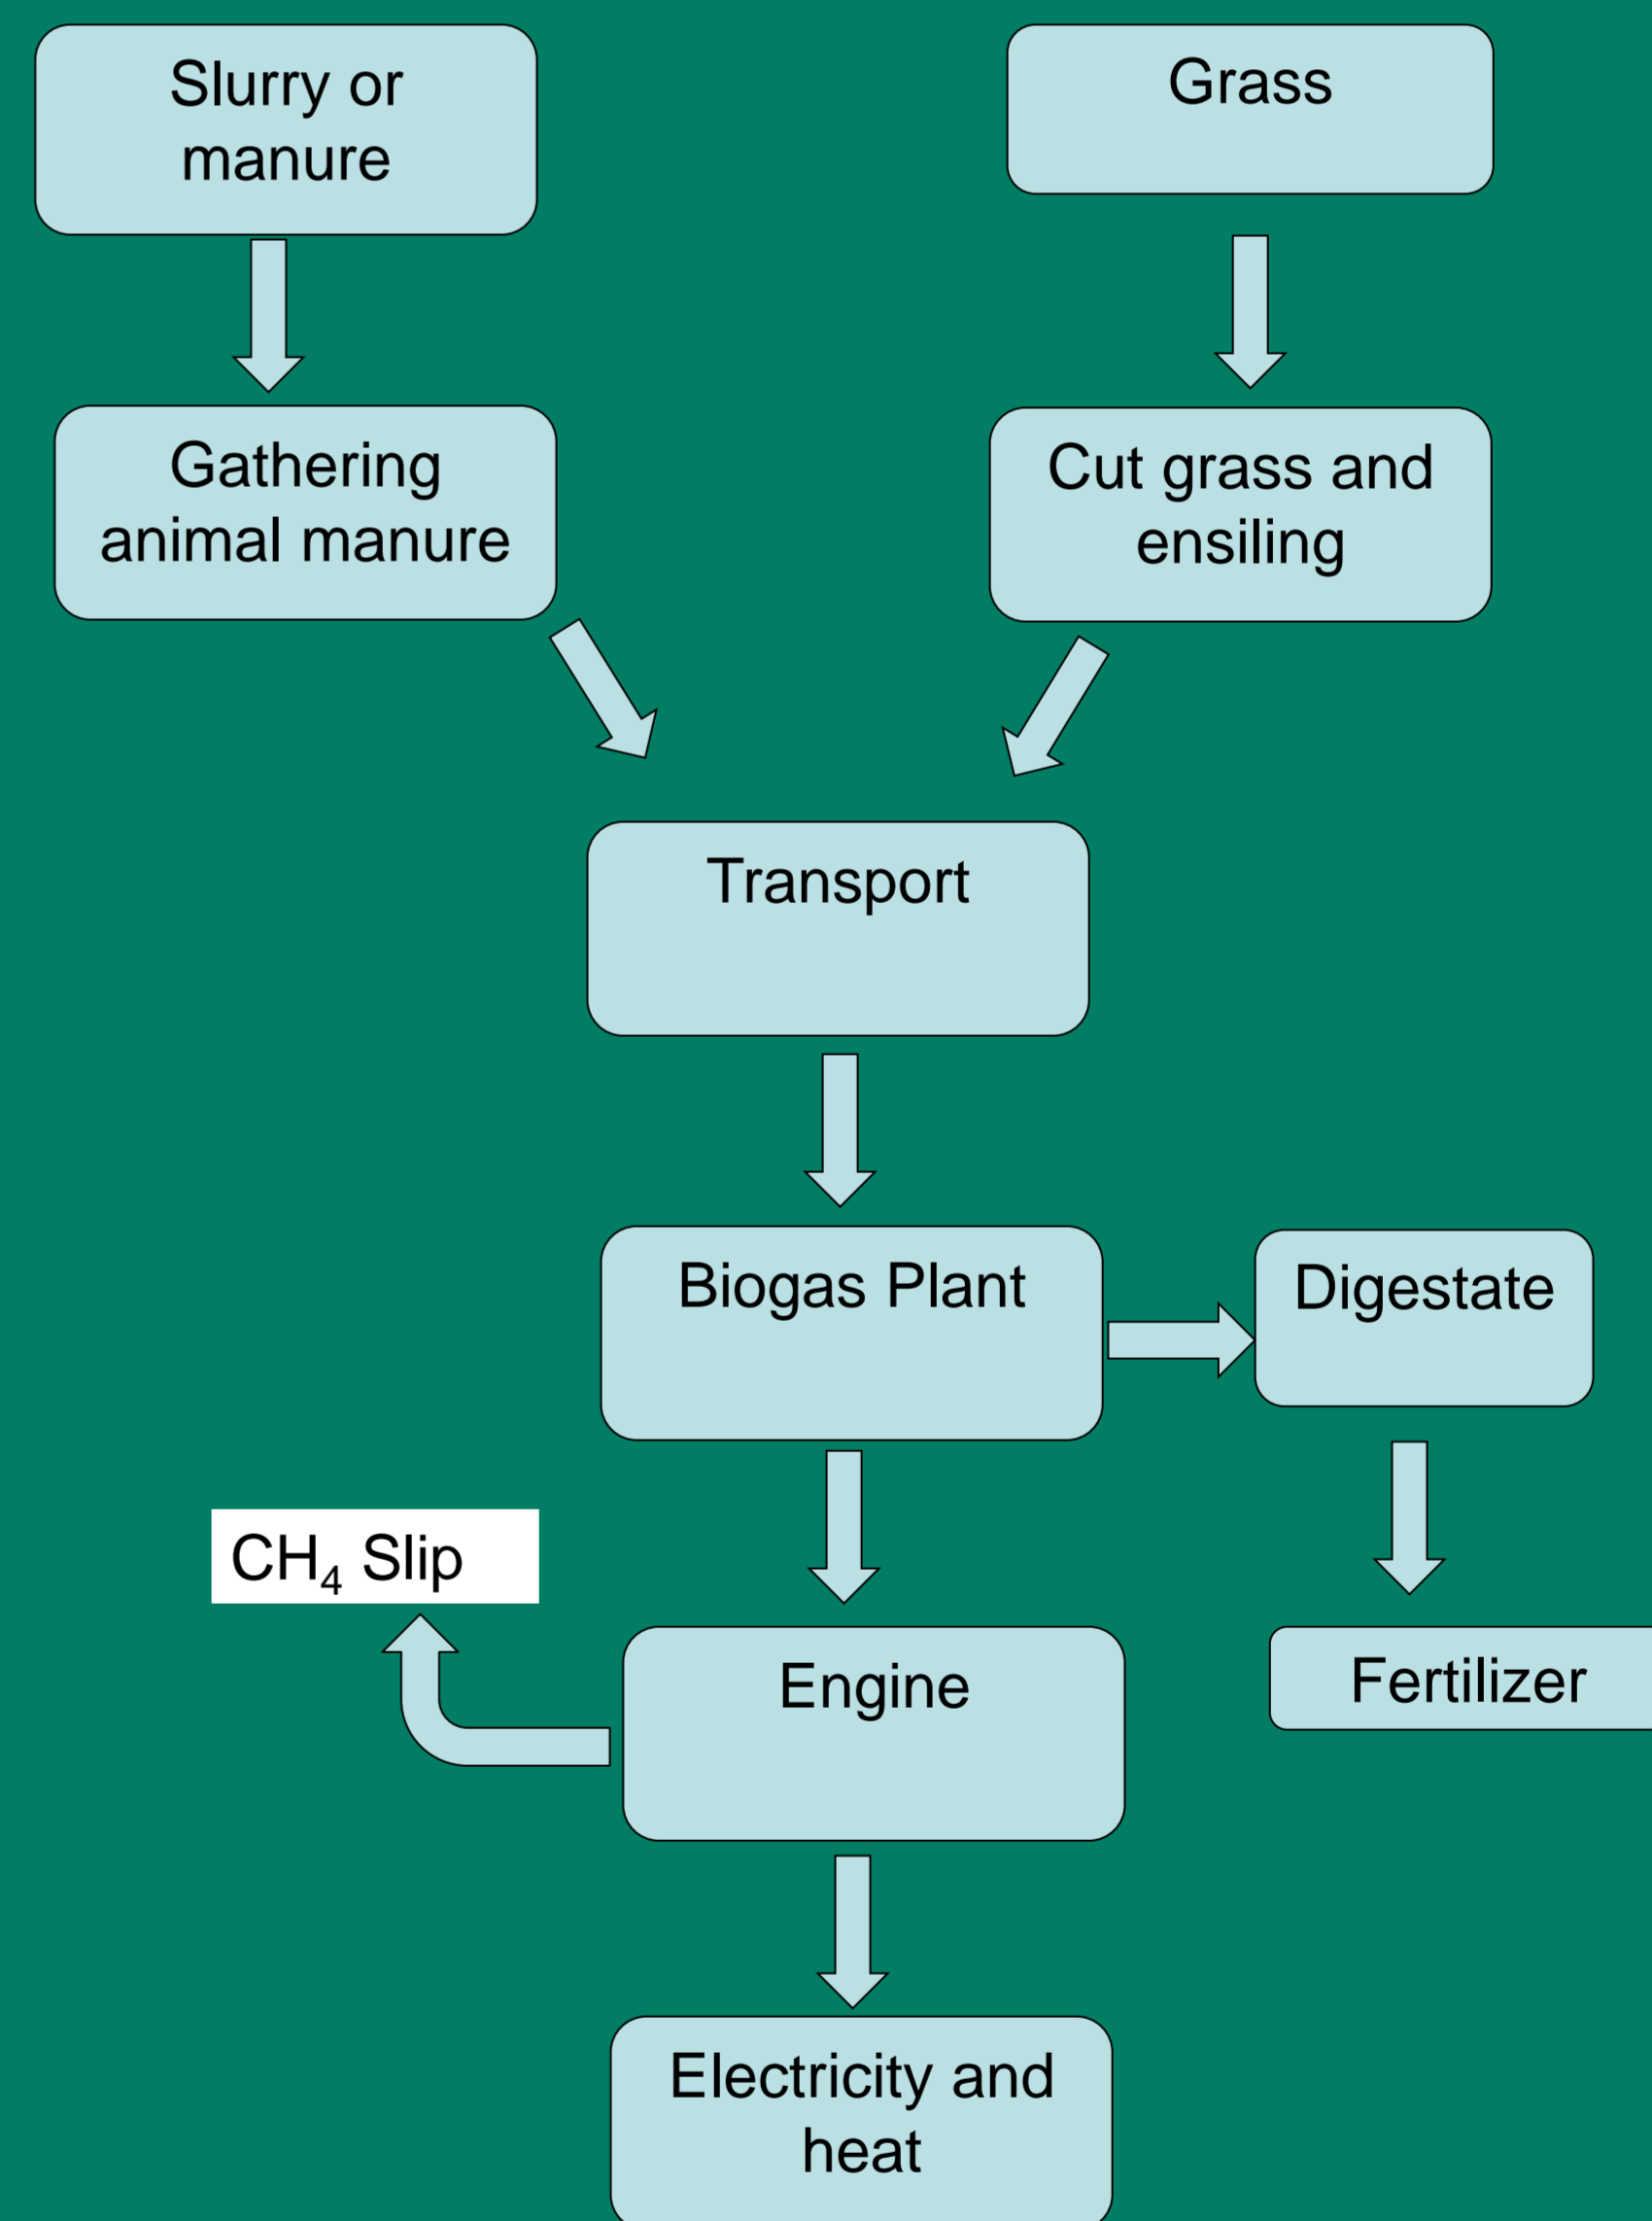 Slurry or
manure
Grass
Gathering
animal manure
Cut grass and
ensiling
Transport
Biogas Plant
Digestate
CH₄ Slip
Engine
Fertilizer
Electricity and
heat